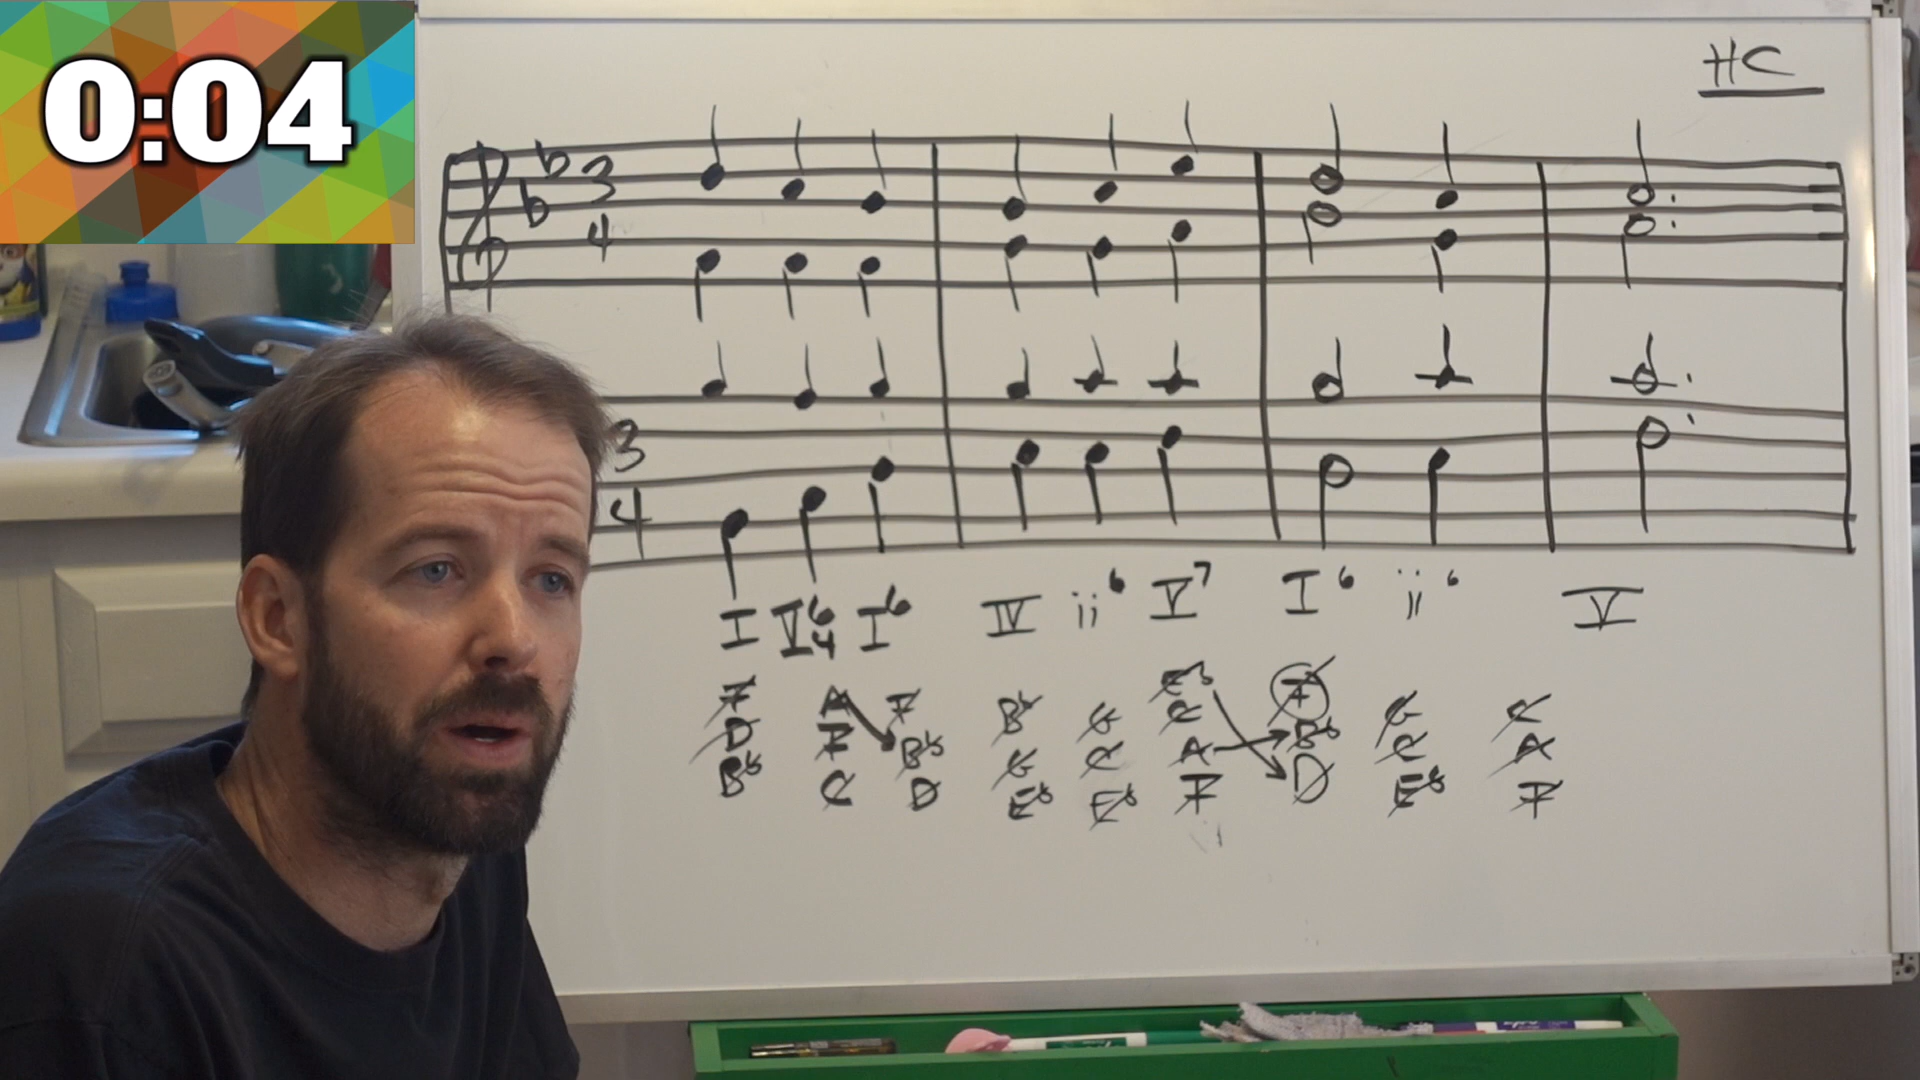 0:04
HC
♭ 3
♭ 4
3
4
I V6/4 I6 IV ii6 V7 I6 ii6 V
E♭
F A F B♭ G C F G C
D F B♭ G C A B♭ C A
B♭ C D E♭ E♭ F D E♭ F